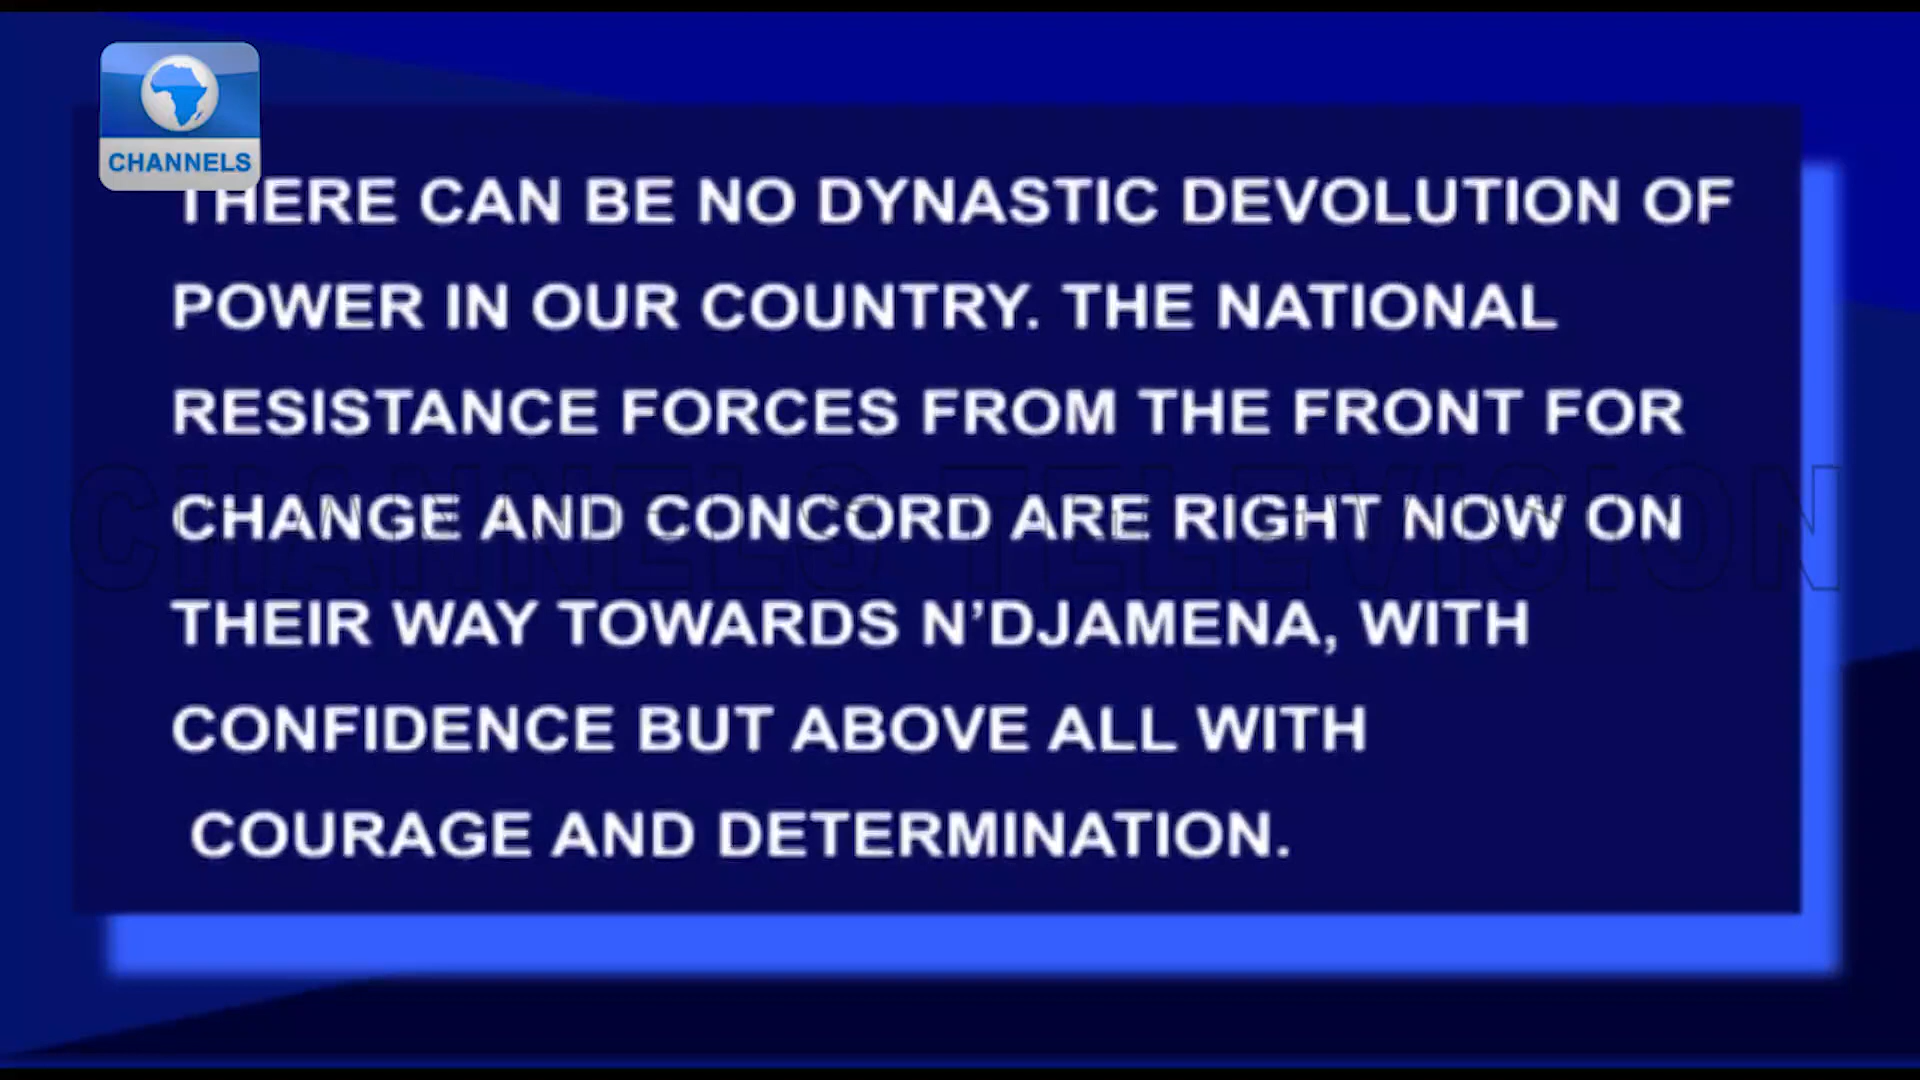 CHANNELS
THERE CAN BE NO DYNASTIC DEVOLUTION OF
POWER IN OUR COUNTRY. THE NATIONAL
RESISTANCE FORCES FROM THE FRONT FOR
CHANGE AND CONCORD ARE RIGHT NOW ON
CHANNELS TELEVISION
THEIR WAY TOWARDS N’DJAMENA, WITH
CONFIDENCE BUT ABOVE ALL WITH
COURAGE AND DETERMINATION.